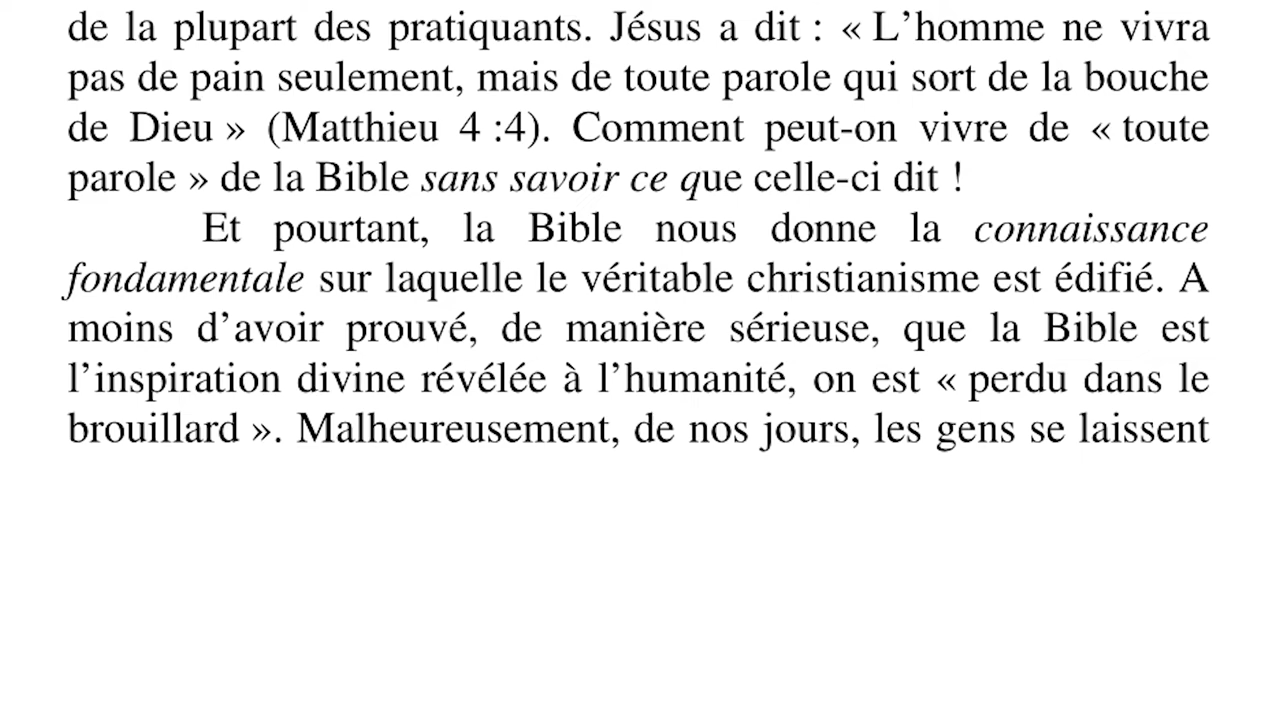 de la plupart des pratiquants. Jésus a dit : « L’homme ne vivra
pas de pain seulement, mais de toute parole qui sort de la bouche
de Dieu » (Matthieu 4 :4). Comment peut-on vivre de « toute
parole » de la Bible sans savoir ce que celle-ci dit !
Et pourtant, la Bible nous donne la connaissance
fondamentale sur laquelle le véritable christianisme est édifié. A
moins d’avoir prouvé, de manière sérieuse, que la Bible est
l’inspiration divine révélée à l’humanité, on est « perdu dans le
brouillard ». Malheureusement, de nos jours, les gens se laissent